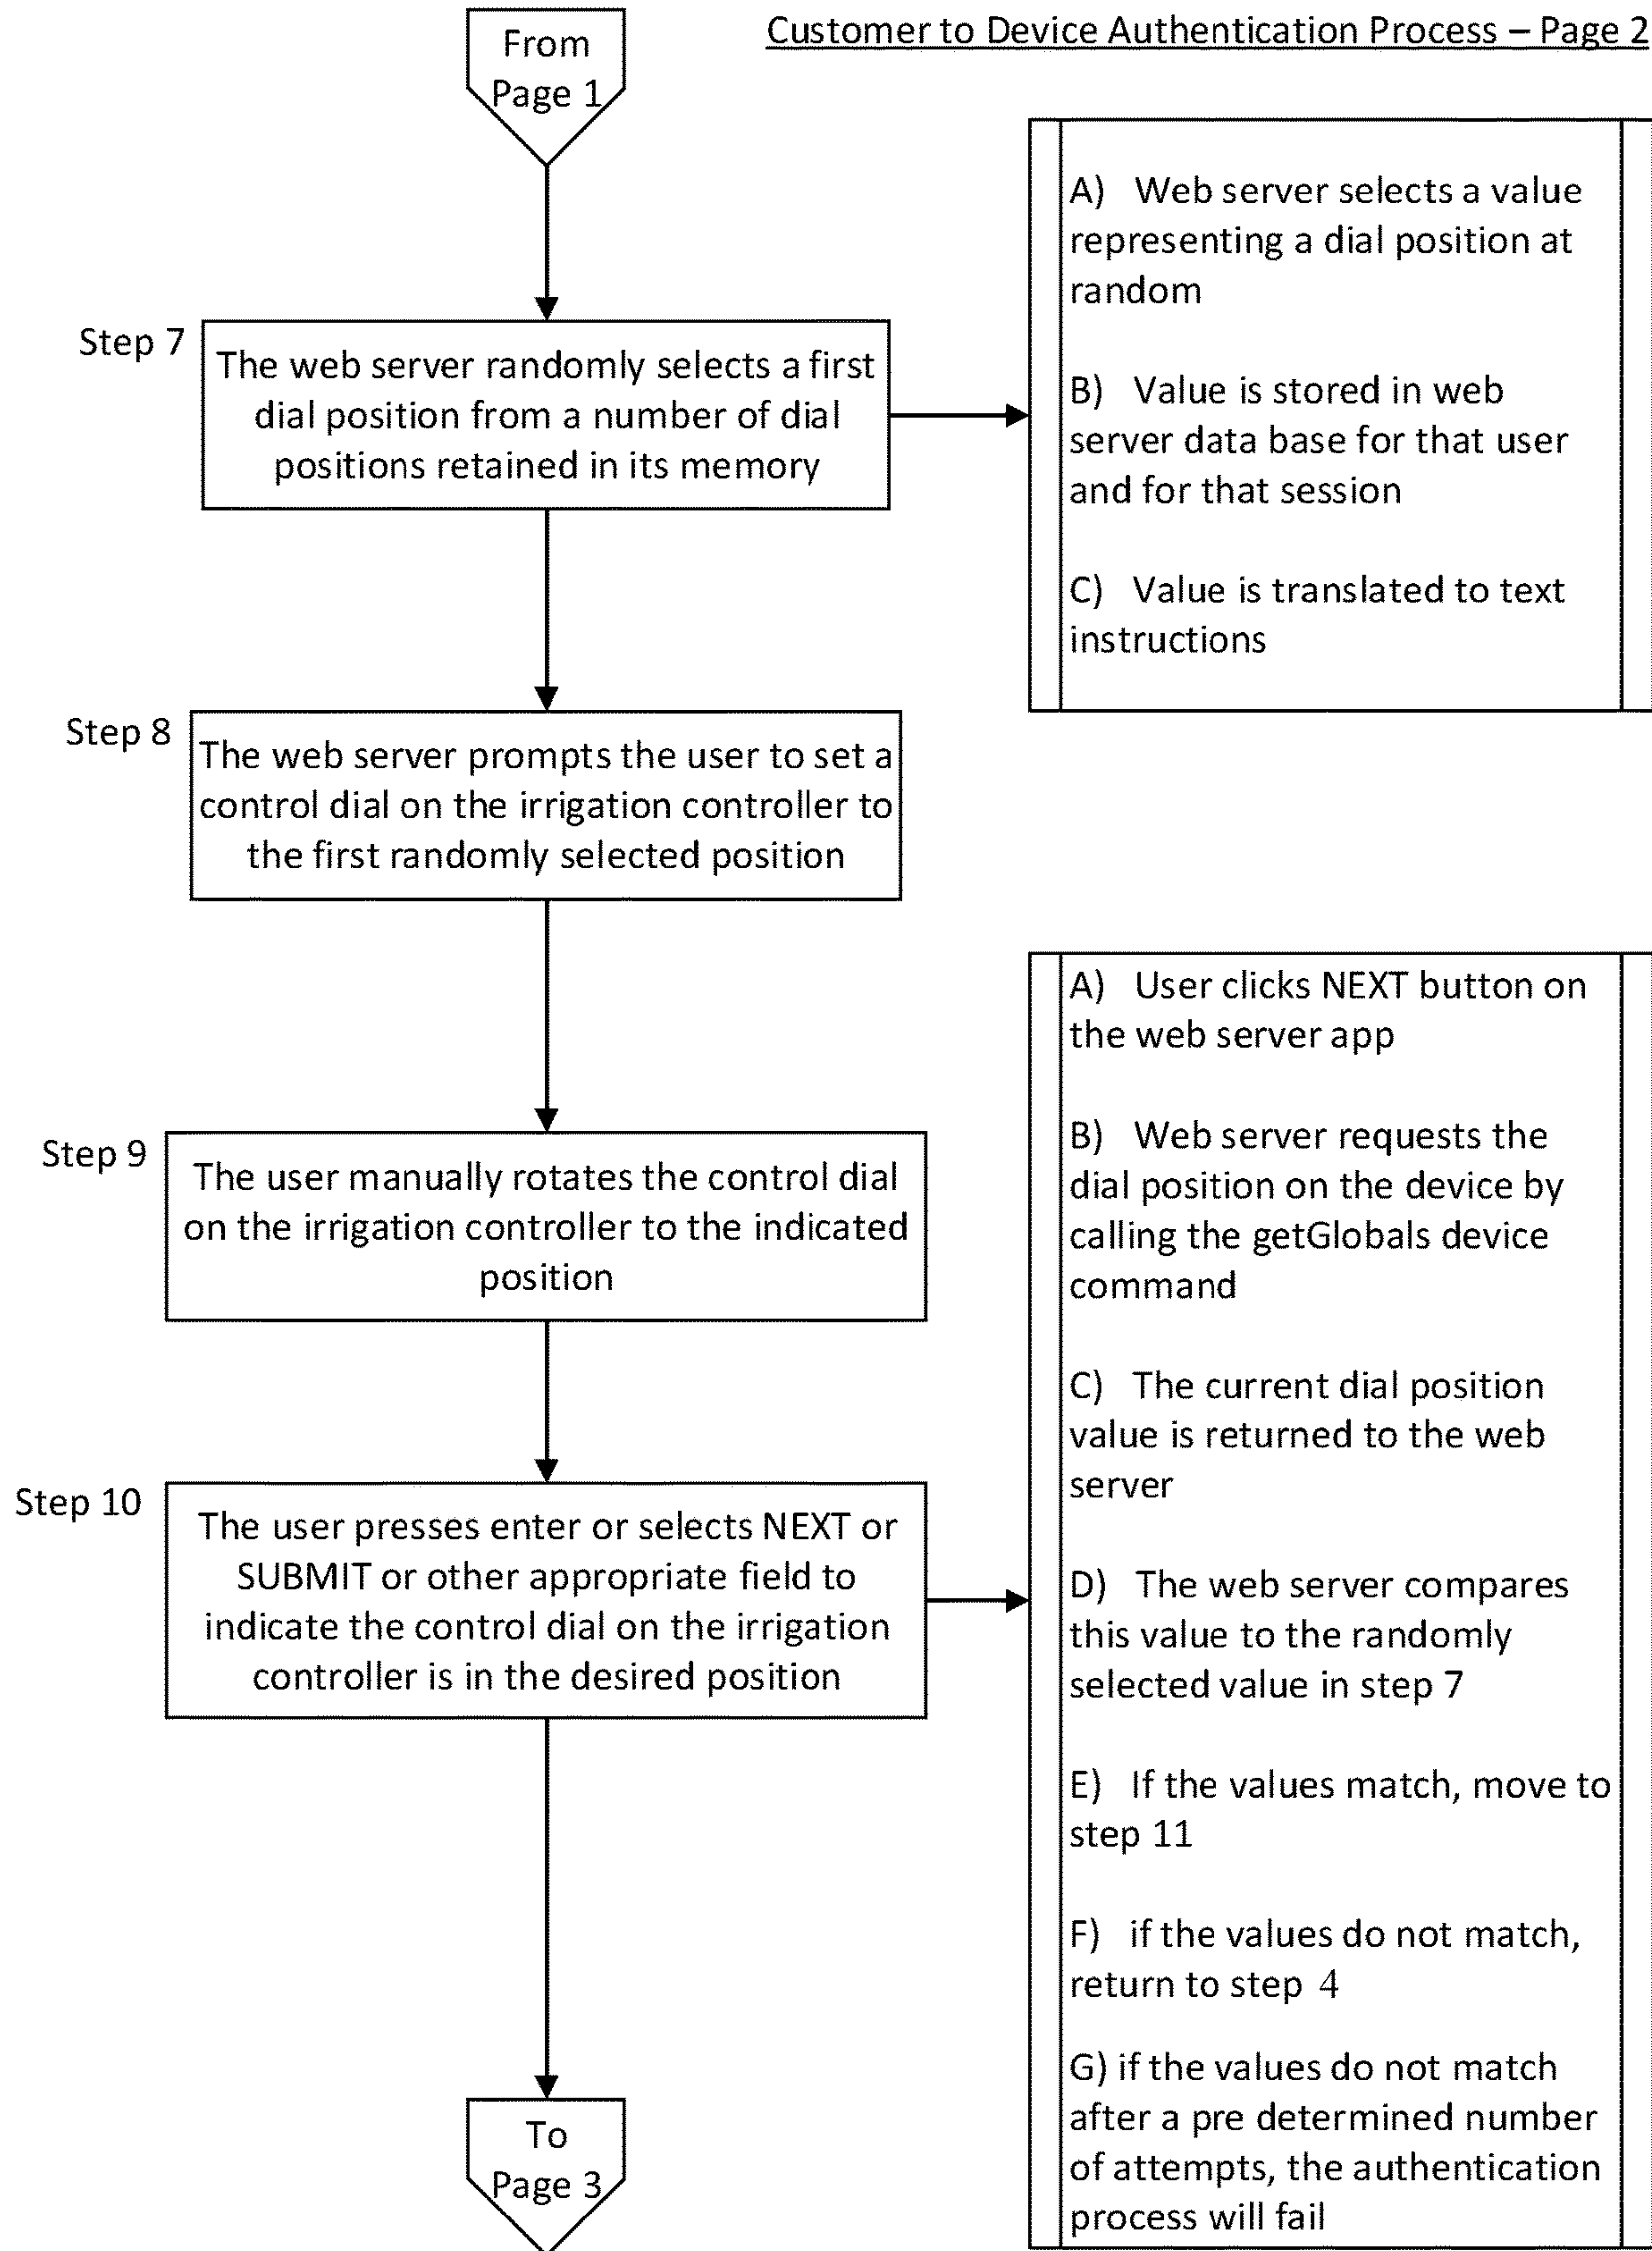 Customer to Device Authentication Process – Page 2
From
Page 1
Step 7
The web server randomly selects a first
dial position from a number of dial
positions retained in its memory
A) Web server selects a value
representing a dial position at
random
B) Value is stored in web
server data base for that user
and for that session
C) Value is translated to text
instructions
Step 8
The web server prompts the user to set a
control dial on the irrigation controller to
the first randomly selected position
Step 9
The user manually rotates the control dial
on the irrigation controller to the indicated
position
Step 10
The user presses enter or selects NEXT or
SUBMIT or other appropriate field to
indicate the control dial on the irrigation
controller is in the desired position
A) User clicks NEXT button on
the web server app
B) Web server requests the
dial position on the device by
calling the getGlobals device
command
C) The current dial position
value is returned to the web
server
D) The web server compares
this value to the randomly
selected value in step 7
E) If the values match, move to
step 11
F) if the values do not match,
return to step 4
G) if the values do not match
after a pre determined number
of attempts, the authentication
process will fail
To
Page 3